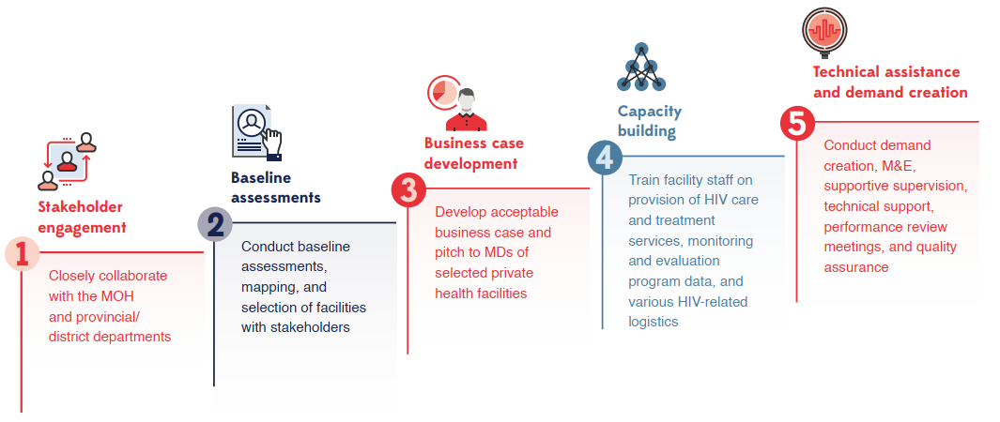 Stakeholder
engagement
1
Closely collaborate
with the MOH
and provincial/
district departments
Baseline
assessments
2
Conduct baseline
assessments,
mapping, and
selection of facilities
with stakeholders
Business case
development
3
Develop acceptable
business case and
pitch to MDs of
selected private
health facilities
Capacity
building
4
Train facility staff on
provision of HIV care
and treatment
services, monitoring
and evaluation
program data, and
various HIV-related
logistics
Technical assistance
and demand creation
5
Conduct demand
creation, M&E,
supportive supervision,
technical support,
performance review
meetings, and quality
assurance